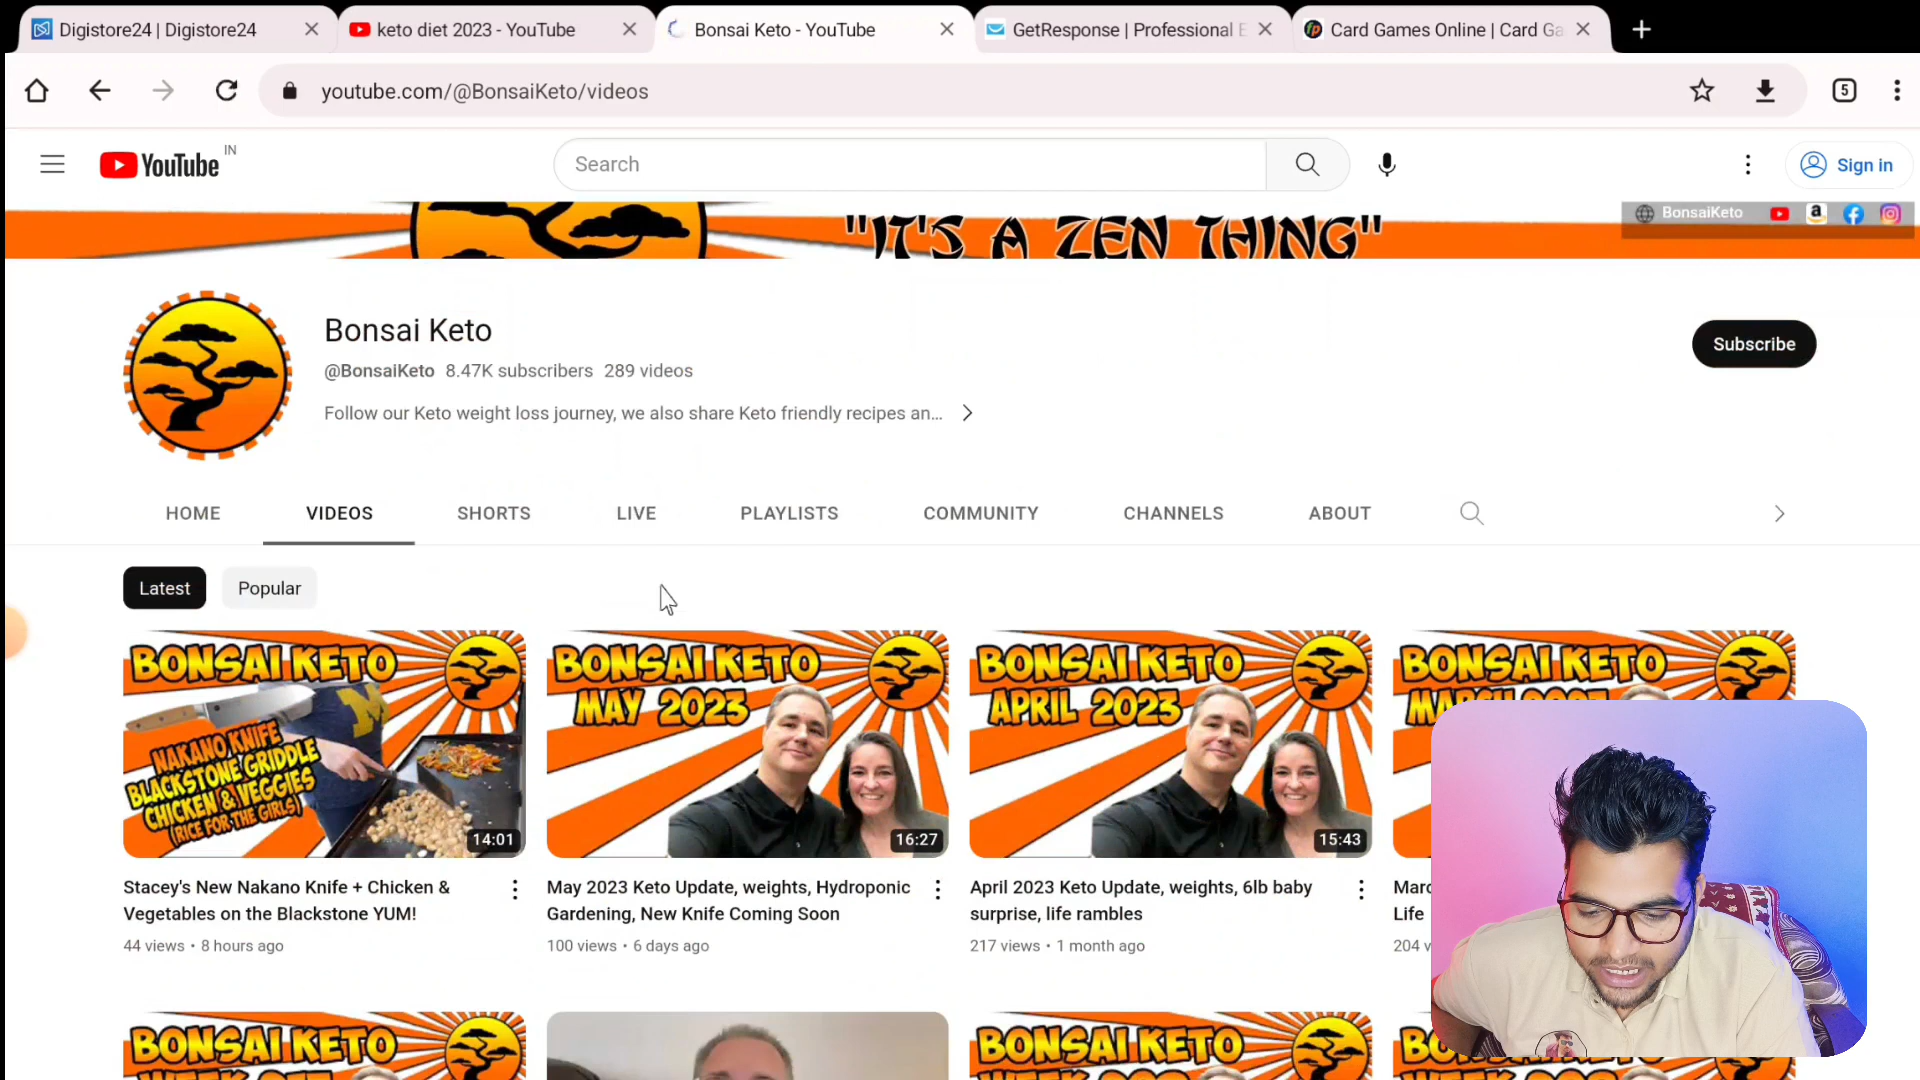 Digistore24 | Digistore24
keto diet 2023 - YouTube
Bonsai Keto - YouTube
GetResponse | Professional E
Card Games Online | Card Ga
youtube.com/@BonsaiKeto/videos
5
YouTube
IN
Search
Sign in
"IT'S A ZEN THING"
BonsaiKeto
Bonsai Keto
@BonsaiKeto 8.47K subscribers 289 videos
Follow our Keto weight loss journey, we also share Keto friendly recipes an...
Subscribe
HOME
VIDEOS
SHORTS
LIVE
PLAYLISTS
COMMUNITY
CHANNELS
ABOUT
Latest
Popular
BONSAI KETO
NAKANO KNIFE
BLACKSTONE GRIDDLE
CHICKEN & VEGGIES
(RICE FOR THE GIRLS)
14:01
BONSAI KETO
MAY 2023
16:27
BONSAI KETO
APRIL 2023
15:43
BONSAI KETO
Stacey's New Nakano Knife + Chicken &
Vegetables on the Blackstone YUM!
44 views • 8 hours ago
May 2023 Keto Update, weights, Hydroponic
Gardening, New Knife Coming Soon
100 views • 6 days ago
April 2023 Keto Update, weights, 6lb baby
surprise, life rambles
217 views • 1 month ago
Marc
Life
204 v
BONSAI KETO
BONSAI KETO